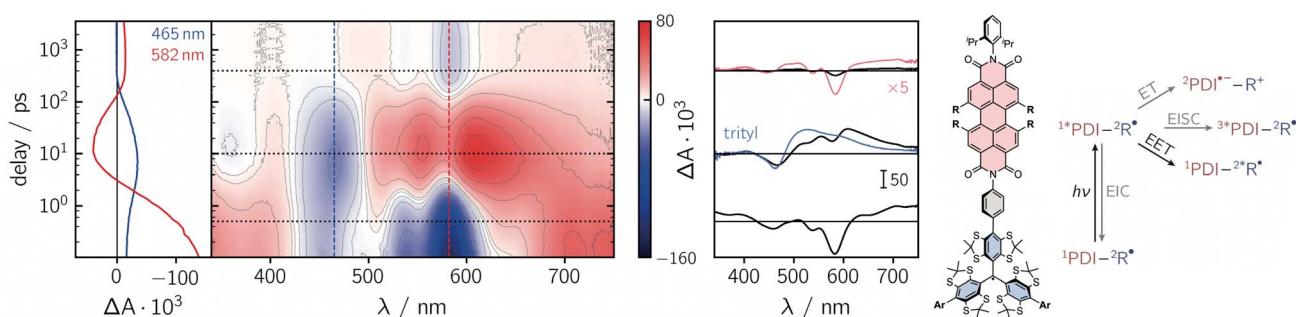 465 nm
582 nm
delay / ps
10³
10²
10¹
10⁰
0
−100
ΔA · 10³
400
500
600
700
λ / nm
80
0
−160
ΔA · 10³
×5
trityl
50
400
500
600
700
λ / nm
ⁱPr
ⁱPr
O
N
O
R
R
R
R
O
N
O
S
S
S
S
S
S
S
S
S
S
S
S
Ar
Ar
¹*PDI–²R•
ET
²PDI•−–R⁺
EISC
³*PDI–²R•
EET
¹PDI–²*R•
hν
EIC
¹PDI–²R•